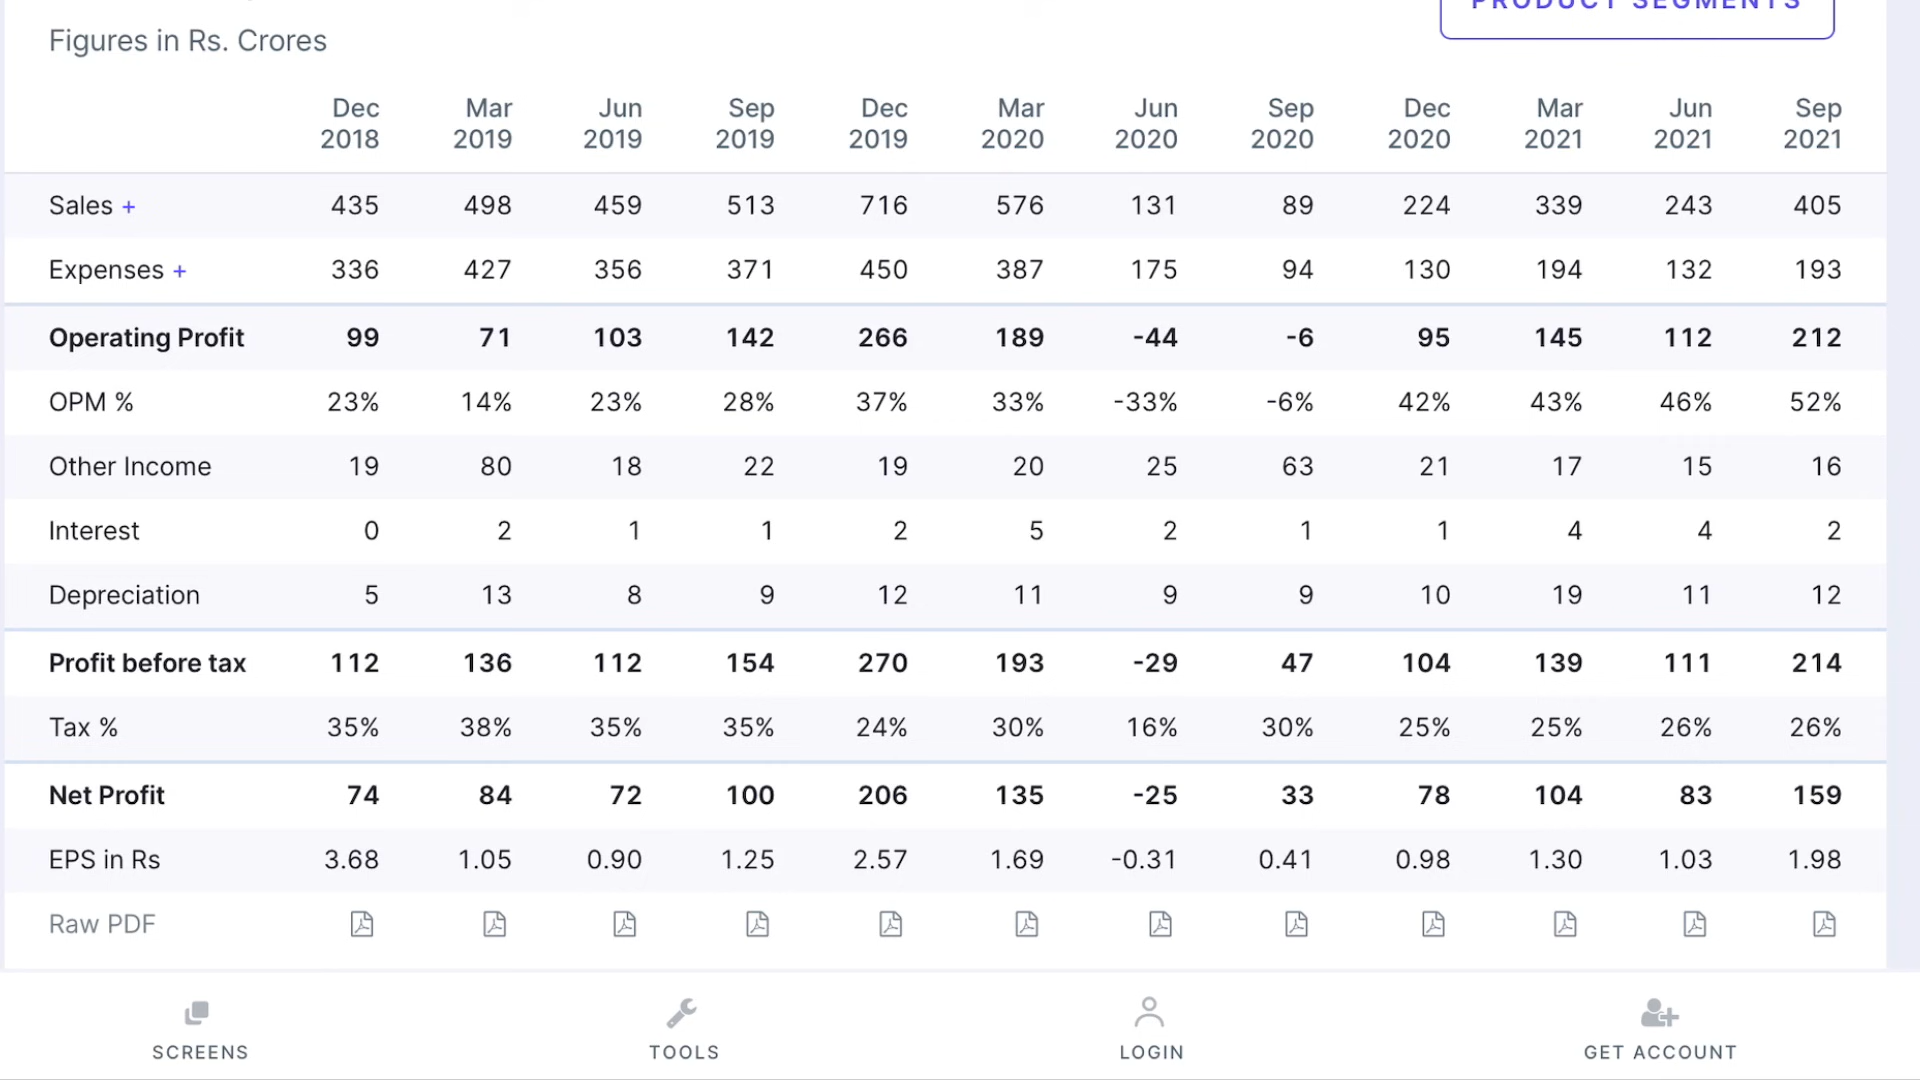 PRODUCT SEGMENTS
Figures in Rs. Crores
Dec 2018 Mar 2019 Jun 2019 Sep 2019 Dec 2019 Mar 2020 Jun 2020 Sep 2020 Dec 2020 Mar 2021 Jun 2021 Sep 2021
Sales + 435 498 459 513 716 576 131 89 224 339 243 405
Expenses + 336 427 356 371 450 387 175 94 130 194 132 193
Operating Profit 99 71 103 142 266 189 -44 -6 95 145 112 212
OPM % 23% 14% 23% 28% 37% 33% -33% -6% 42% 43% 46% 52%
Other Income 19 80 18 22 19 20 25 63 21 17 15 16
Interest 0 2 1 1 2 5 2 1 1 4 4 2
Depreciation 5 13 8 9 12 11 9 9 10 19 11 12
Profit before tax 112 136 112 154 270 193 -29 47 104 139 111 214
Tax % 35% 38% 35% 35% 24% 30% 16% 30% 25% 25% 26% 26%
Net Profit 74 84 72 100 206 135 -25 33 78 104 83 159
EPS in Rs 3.68 1.05 0.90 1.25 2.57 1.69 -0.31 0.41 0.98 1.30 1.03 1.98
Raw PDF
SCREENS TOOLS LOGIN GET ACCOUNT